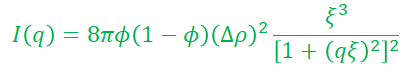 I(q) = 8πϕ(1 − ϕ)(Δρ)² ξ³ / [1 + (qξ)²]²